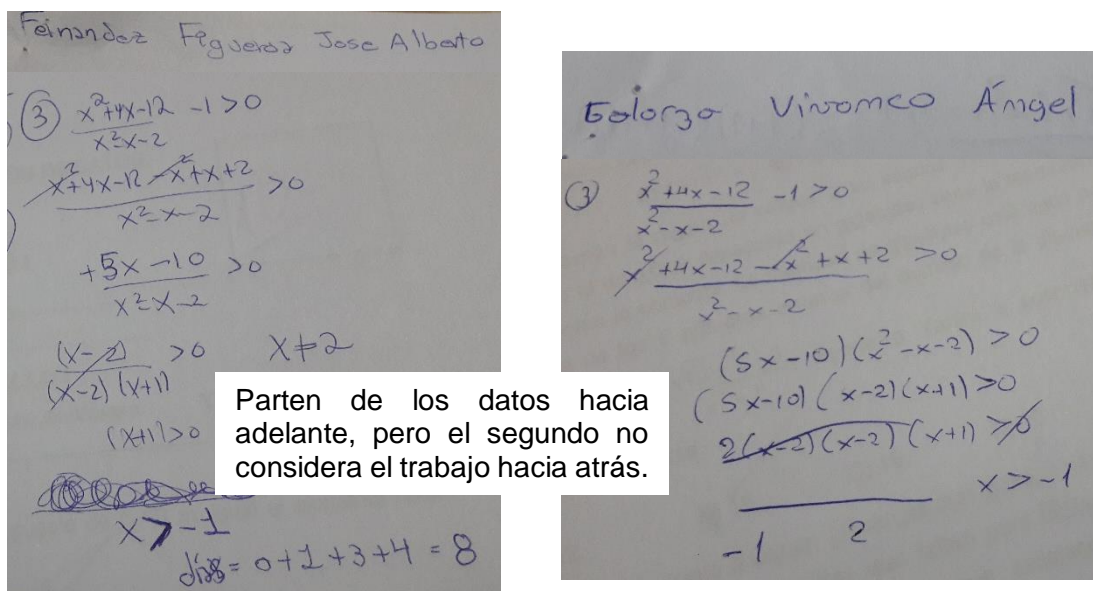 Fernandez Figueroa Jose Alberto
③ x²+4x-12 -1 > 0
x²-x-2
x²+4x-12-x²+x+2 > 0
x²-x-2
+5x-10 > 0
x²-x-2
(x-2) > 0 x≠2
(x-2)(x+1)
(x+1)>0
x>-1
días = 0+1+3+4 = 8
Parten de los datos hacia
adelante, pero el segundo no
considera el trabajo hacia atrás.
Galorzo Vivomco Ángel
③ x²+4x-12 -1 > 0
x²-x-2
x²+4x-12-x²+x+2 > 0
x²-x-2
(5x-10)(x²-x-2) > 0
(5x-10)(x-2)(x+1)>0
2(x-2)(x-2)(x+1)>0
x>-1
-1 2